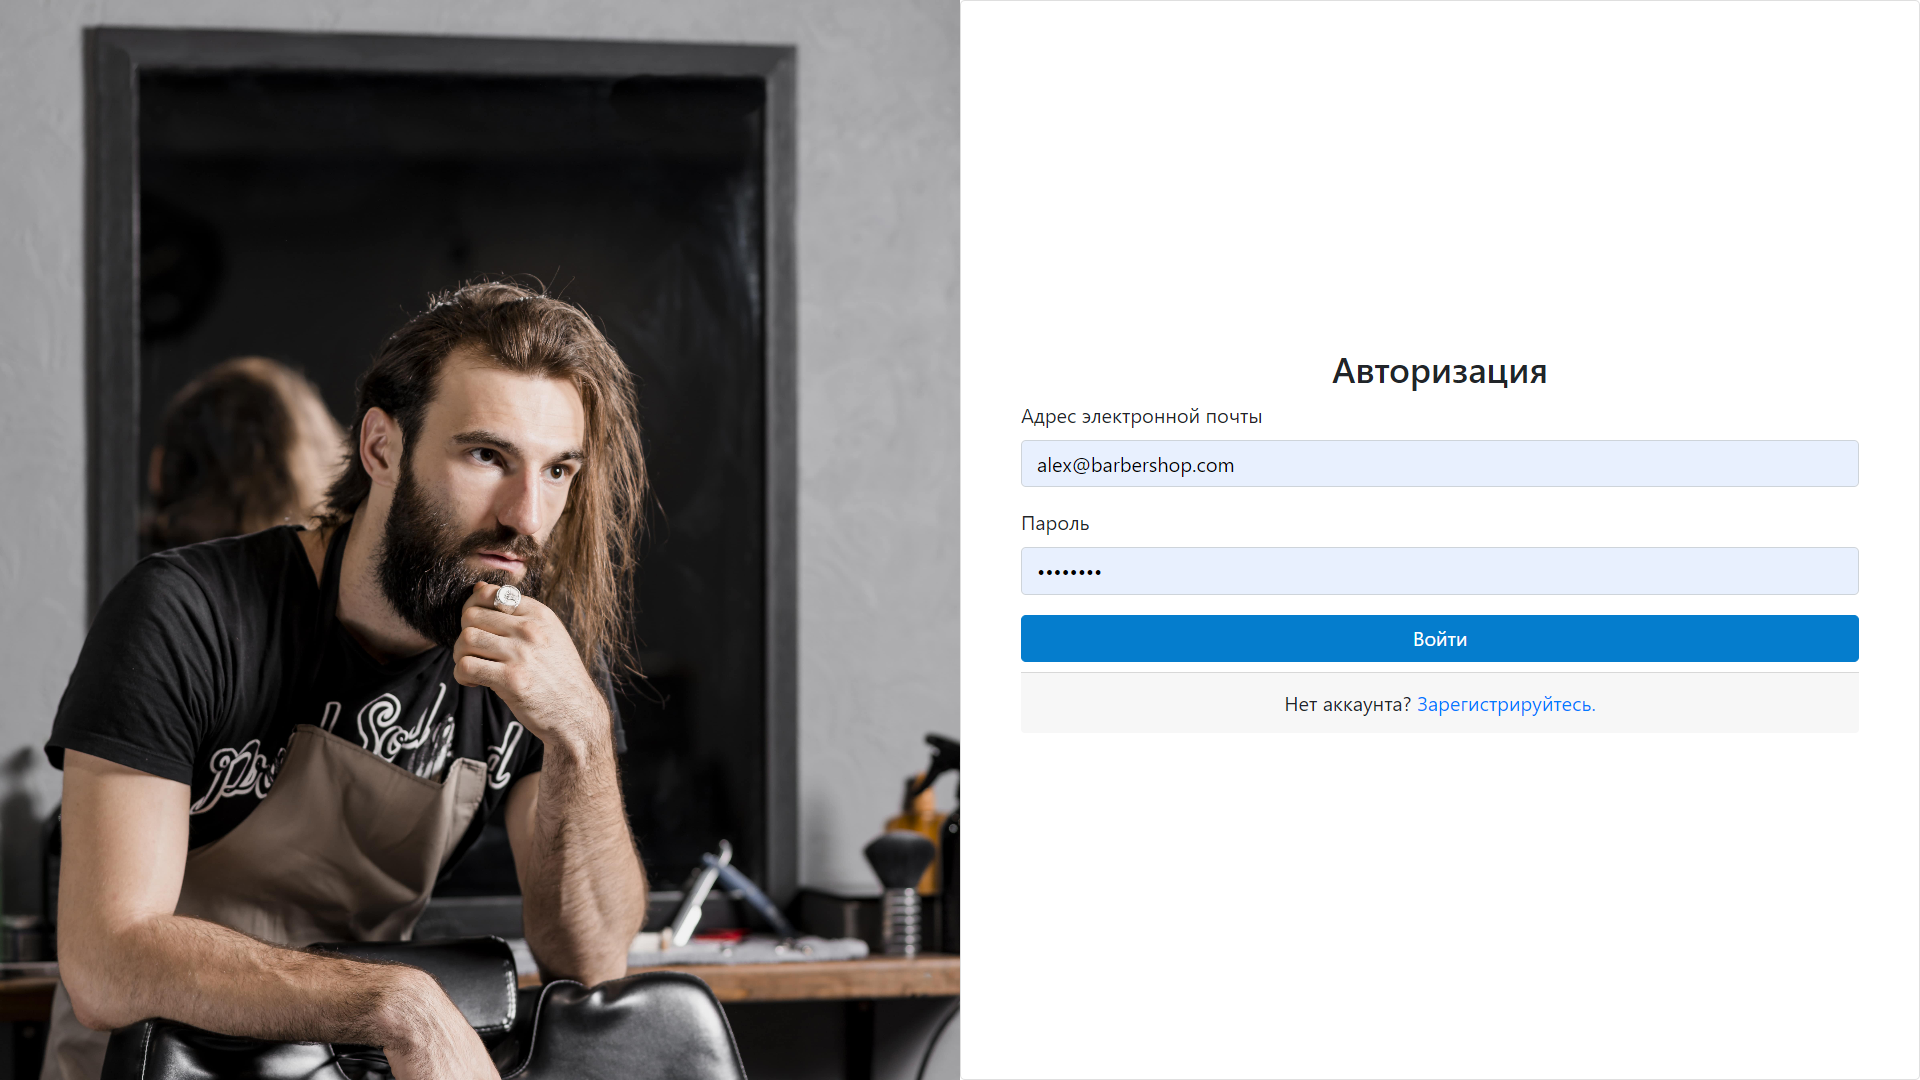 Авторизация
Адрес электронной почты
alex@barbershop.com
Пароль
••••••••
Войти
Нет аккаунта? Зарегистрируйтесь.